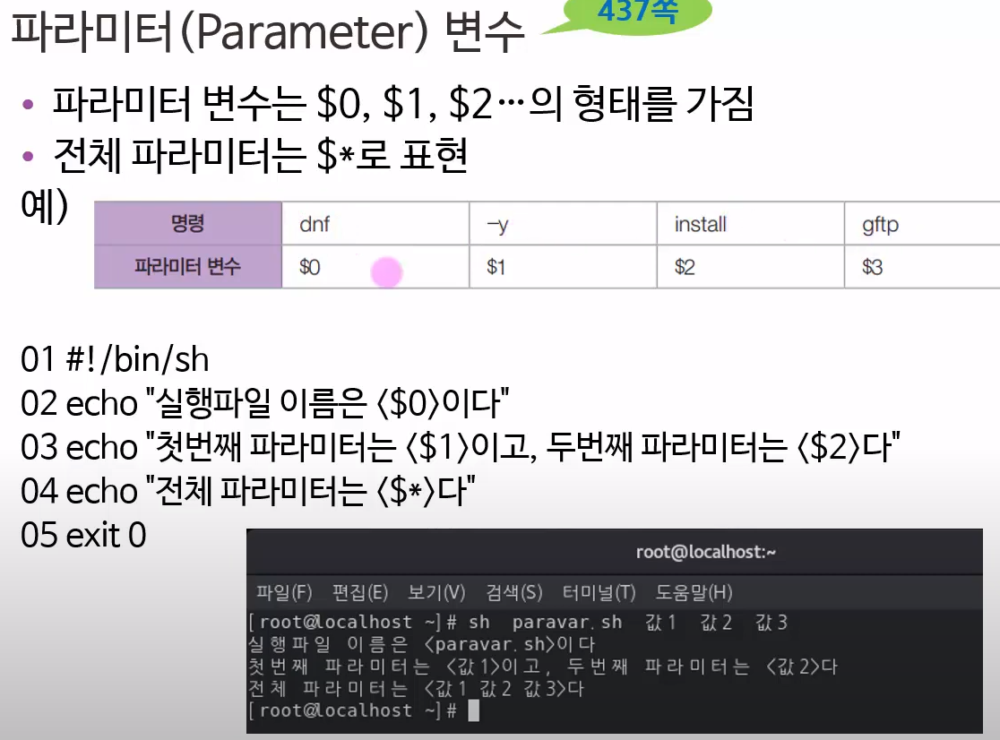 파라미터(Parameter) 변수
437쪽
• 파라미터 변수는 $0, $1, $2…의 형태를 가짐
• 전체 파라미터는 $*로 표현
예)
명령 dnf -y install gftp
파라미터 변수 $0 $1 $2 $3
01 #!/bin/sh
02 echo "실행파일 이름은 <$0>이다"
03 echo "첫번째 파라미터는 <$1>이고, 두번째 파라미터는 <$2>다"
04 echo "전체 파라미터는 <$*>다"
05 exit 0
root@localhost:~
파일(F) 편집(E) 보기(V) 검색(S) 터미널(T) 도움말(H)
[root@localhost ~]# sh paravar.sh 값1 값2 값3
실행파일 이름은 <paravar.sh>이다
첫번째 파라미터는 <값1>이고, 두번째 파라미터는 <값2>다
전체 파라미터는 <값1 값2 값3>다
[root@localhost ~]#